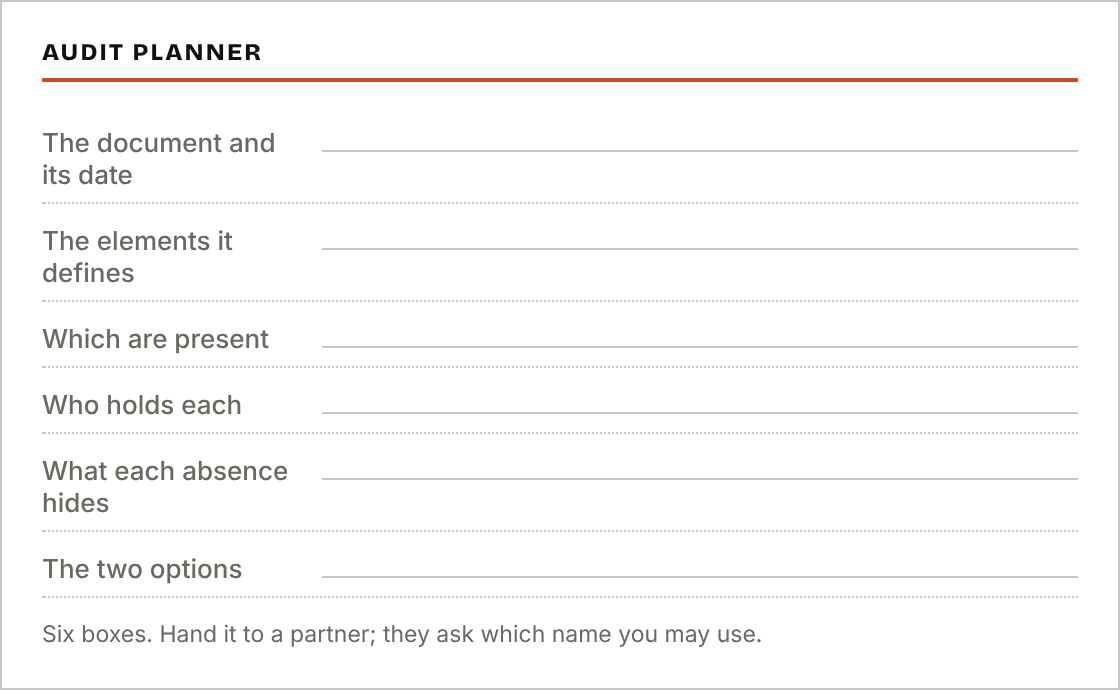 AUDIT PLANNER
The document and
its date
The elements it
defines
Which are present
Who holds each
What each absence
hides
The two options
Six boxes. Hand it to a partner; they ask which name you may use.